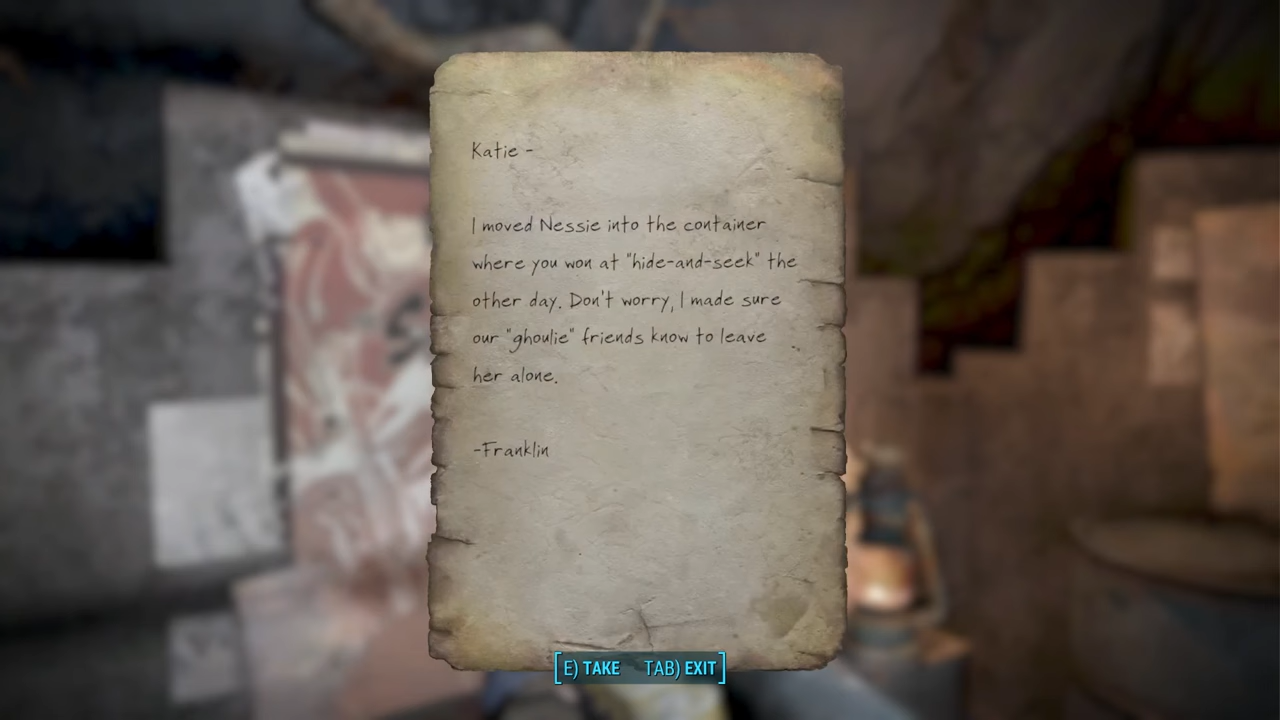 Katie -
I moved Nessie into the container
where you won at "hide-and-seek" the
other day. Don't worry, I made sure
our "ghoulie" friends know to leave
her alone.
-Franklin
E) TAKE TAB) EXIT